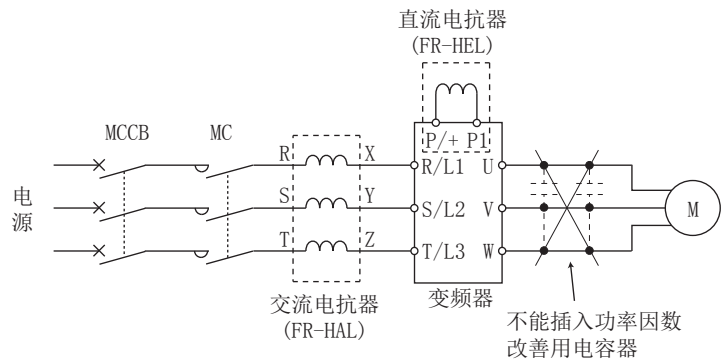 直流电抗器
(FR-HEL)
MCCB
MC
P/+ P1
R
X
R/L1
U
S
Y
S/L2
V
T
Z
T/L3
W
M
电
源
交流电抗器
(FR-HAL)
变频器
不能插入功率因数
改善用电容器